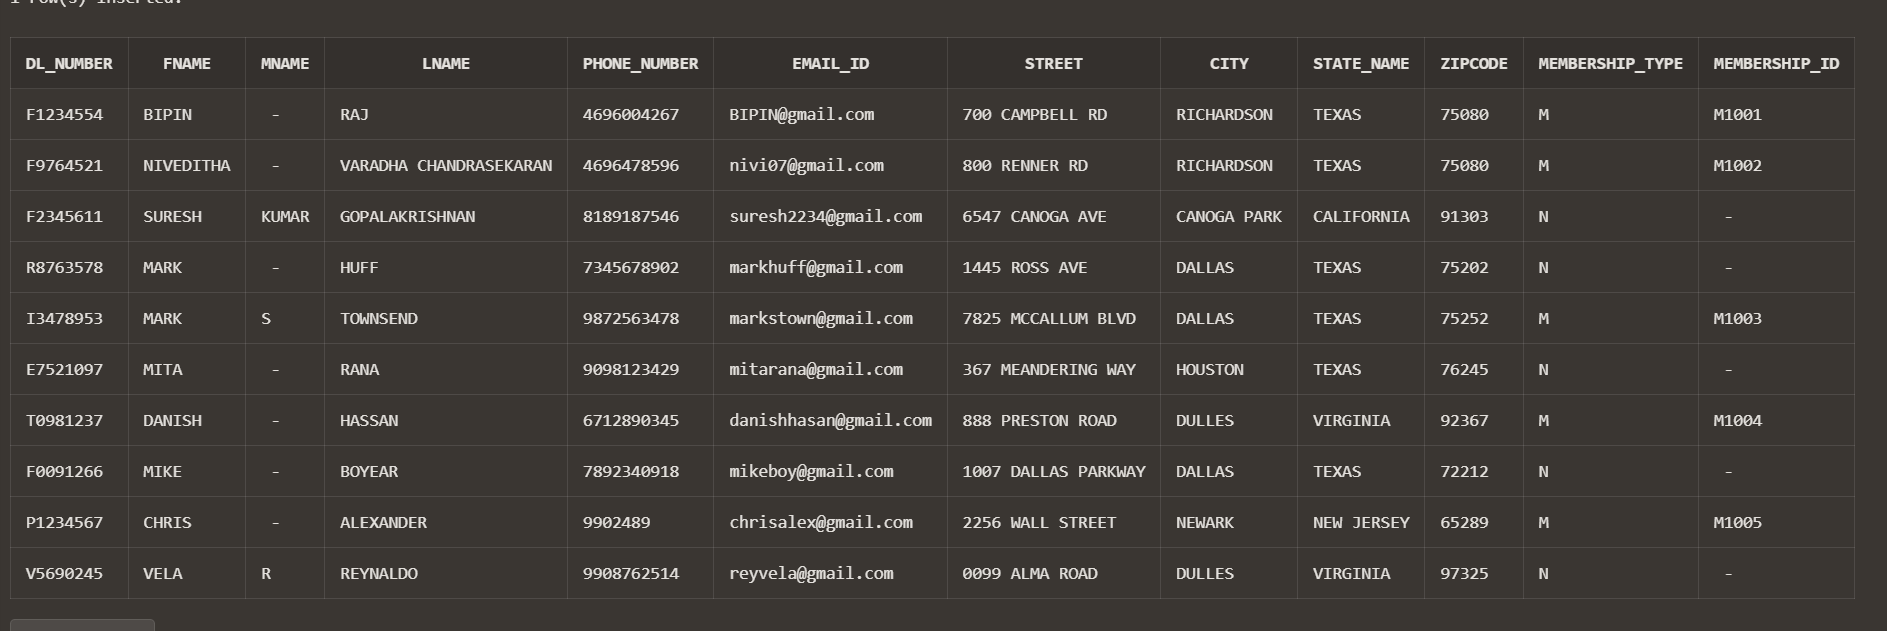 1 row(s) inserted.
DL_NUMBER FNAME MNAME LNAME PHONE_NUMBER EMAIL_ID STREET CITY STATE_NAME ZIPCODE MEMBERSHIP_TYPE MEMBERSHIP_ID
F1234554 BIPIN - RAJ 4696004267 BIPIN@gmail.com 700 CAMPBELL RD RICHARDSON TEXAS 75080 M M1001
F9764521 NIVEDITHA - VARADHA CHANDRASEKARAN 4696478596 nivi07@gmail.com 800 RENNER RD RICHARDSON TEXAS 75080 M M1002
F2345611 SURESH KUMAR GOPALAKRISHNAN 8189187546 suresh2234@gmail.com 6547 CANOGA AVE CANOGA PARK CALIFORNIA 91303 N -
R8763578 MARK - HUFF 7345678902 markhuff@gmail.com 1445 ROSS AVE DALLAS TEXAS 75202 N -
I3478953 MARK S TOWNSEND 9872563478 markstown@gmail.com 7825 MCCALLUM BLVD DALLAS TEXAS 75252 M M1003
E7521097 MITA - RANA 9098123429 mitarana@gmail.com 367 MEANDERING WAY HOUSTON TEXAS 76245 N -
T0981237 DANISH - HASSAN 6712890345 danishhasan@gmail.com 888 PRESTON ROAD DULLES VIRGINIA 92367 M M1004
F0091266 MIKE - BOYEAR 7892340918 mikeboy@gmail.com 1007 DALLAS PARKWAY DALLAS TEXAS 72212 N -
P1234567 CHRIS - ALEXANDER 9902489 chrisalex@gmail.com 2256 WALL STREET NEWARK NEW JERSEY 65289 M M1005
V5690245 VELA R REYNALDO 9908762514 reyvela@gmail.com 0099 ALMA ROAD DULLES VIRGINIA 97325 N -